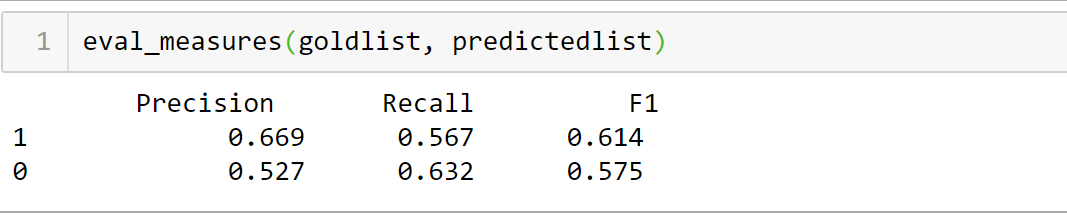 1 eval_measures(goldlist, predictedlist)
Precision Recall F1
1 0.669 0.567 0.614
0 0.527 0.632 0.575